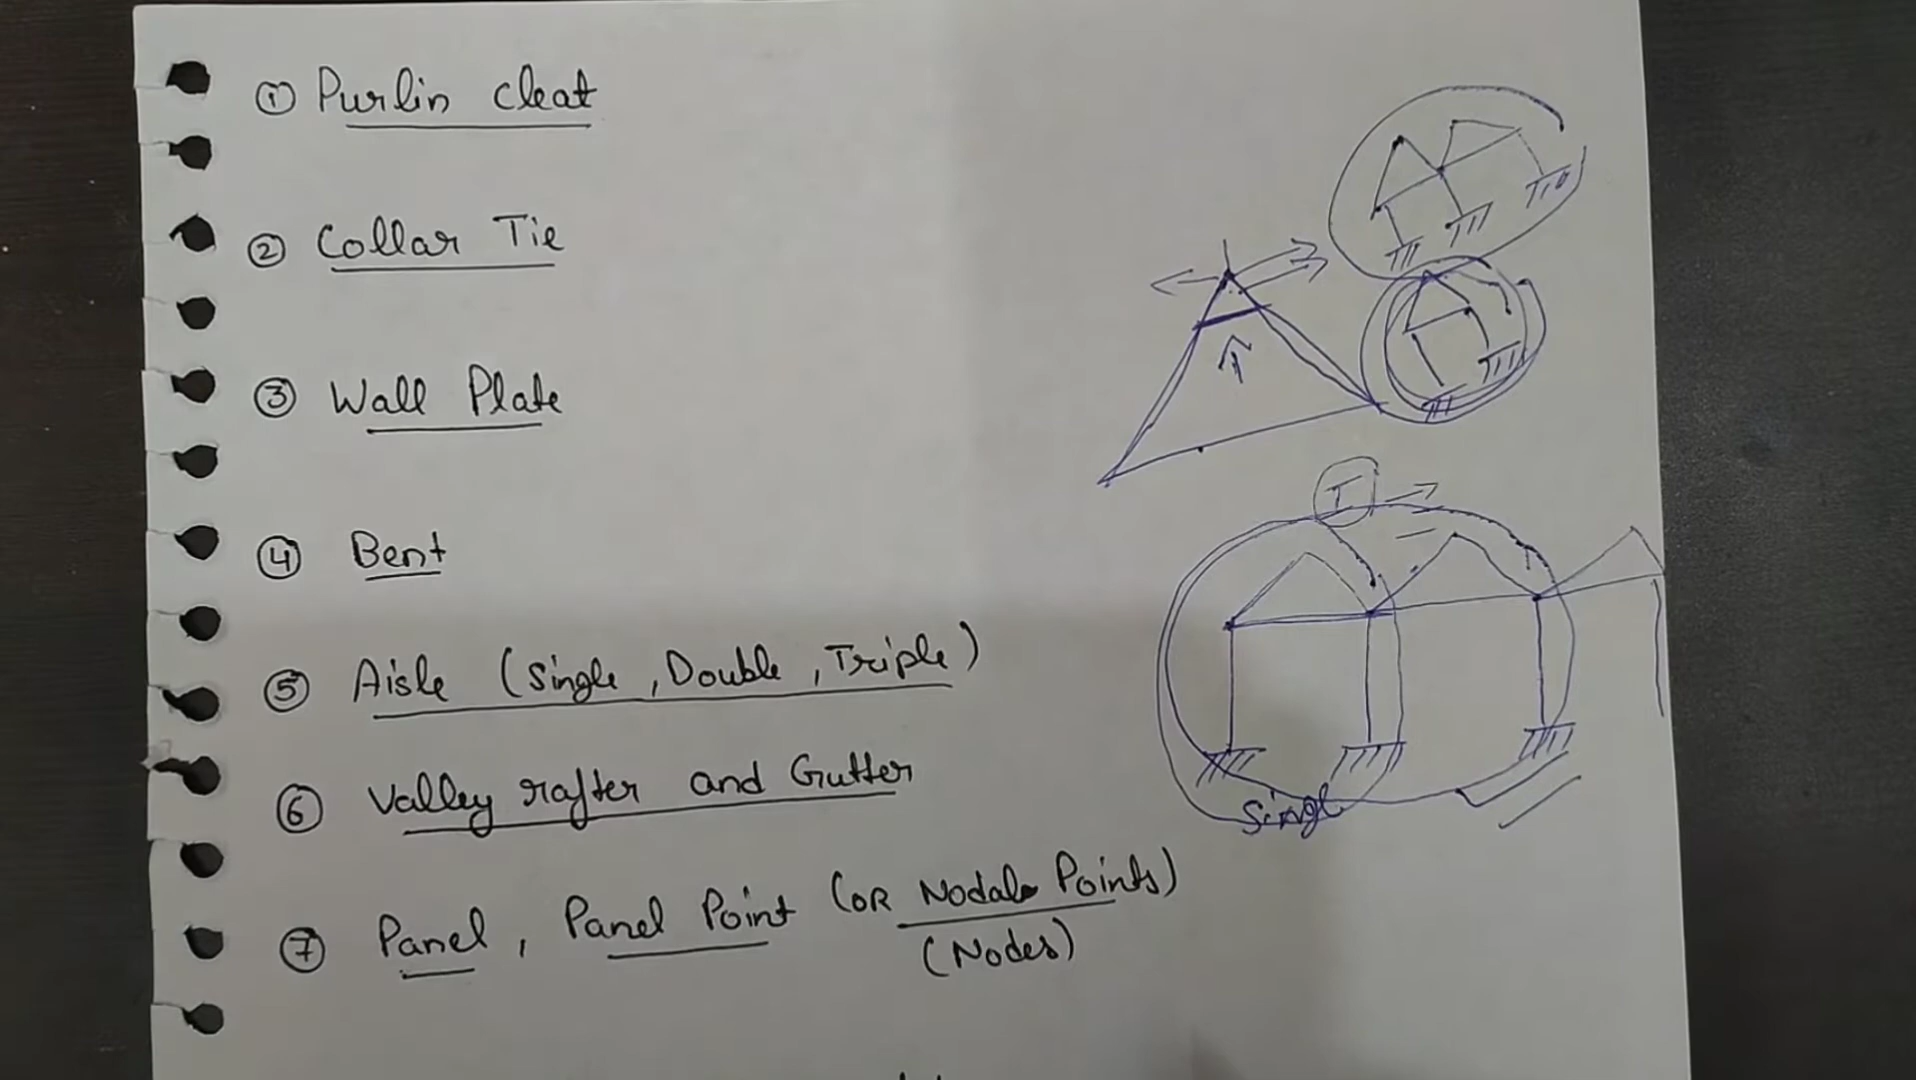 ① Purlin cleat
② Collar Tie
③ Wall Plate
④ Bent
⑤ Aisle (Single, Double, Triple)
⑥ Valley rafter and Gutter
⑦ Panel, Panel Point (OR Nodal Points)
(Nodes)
T
Singl